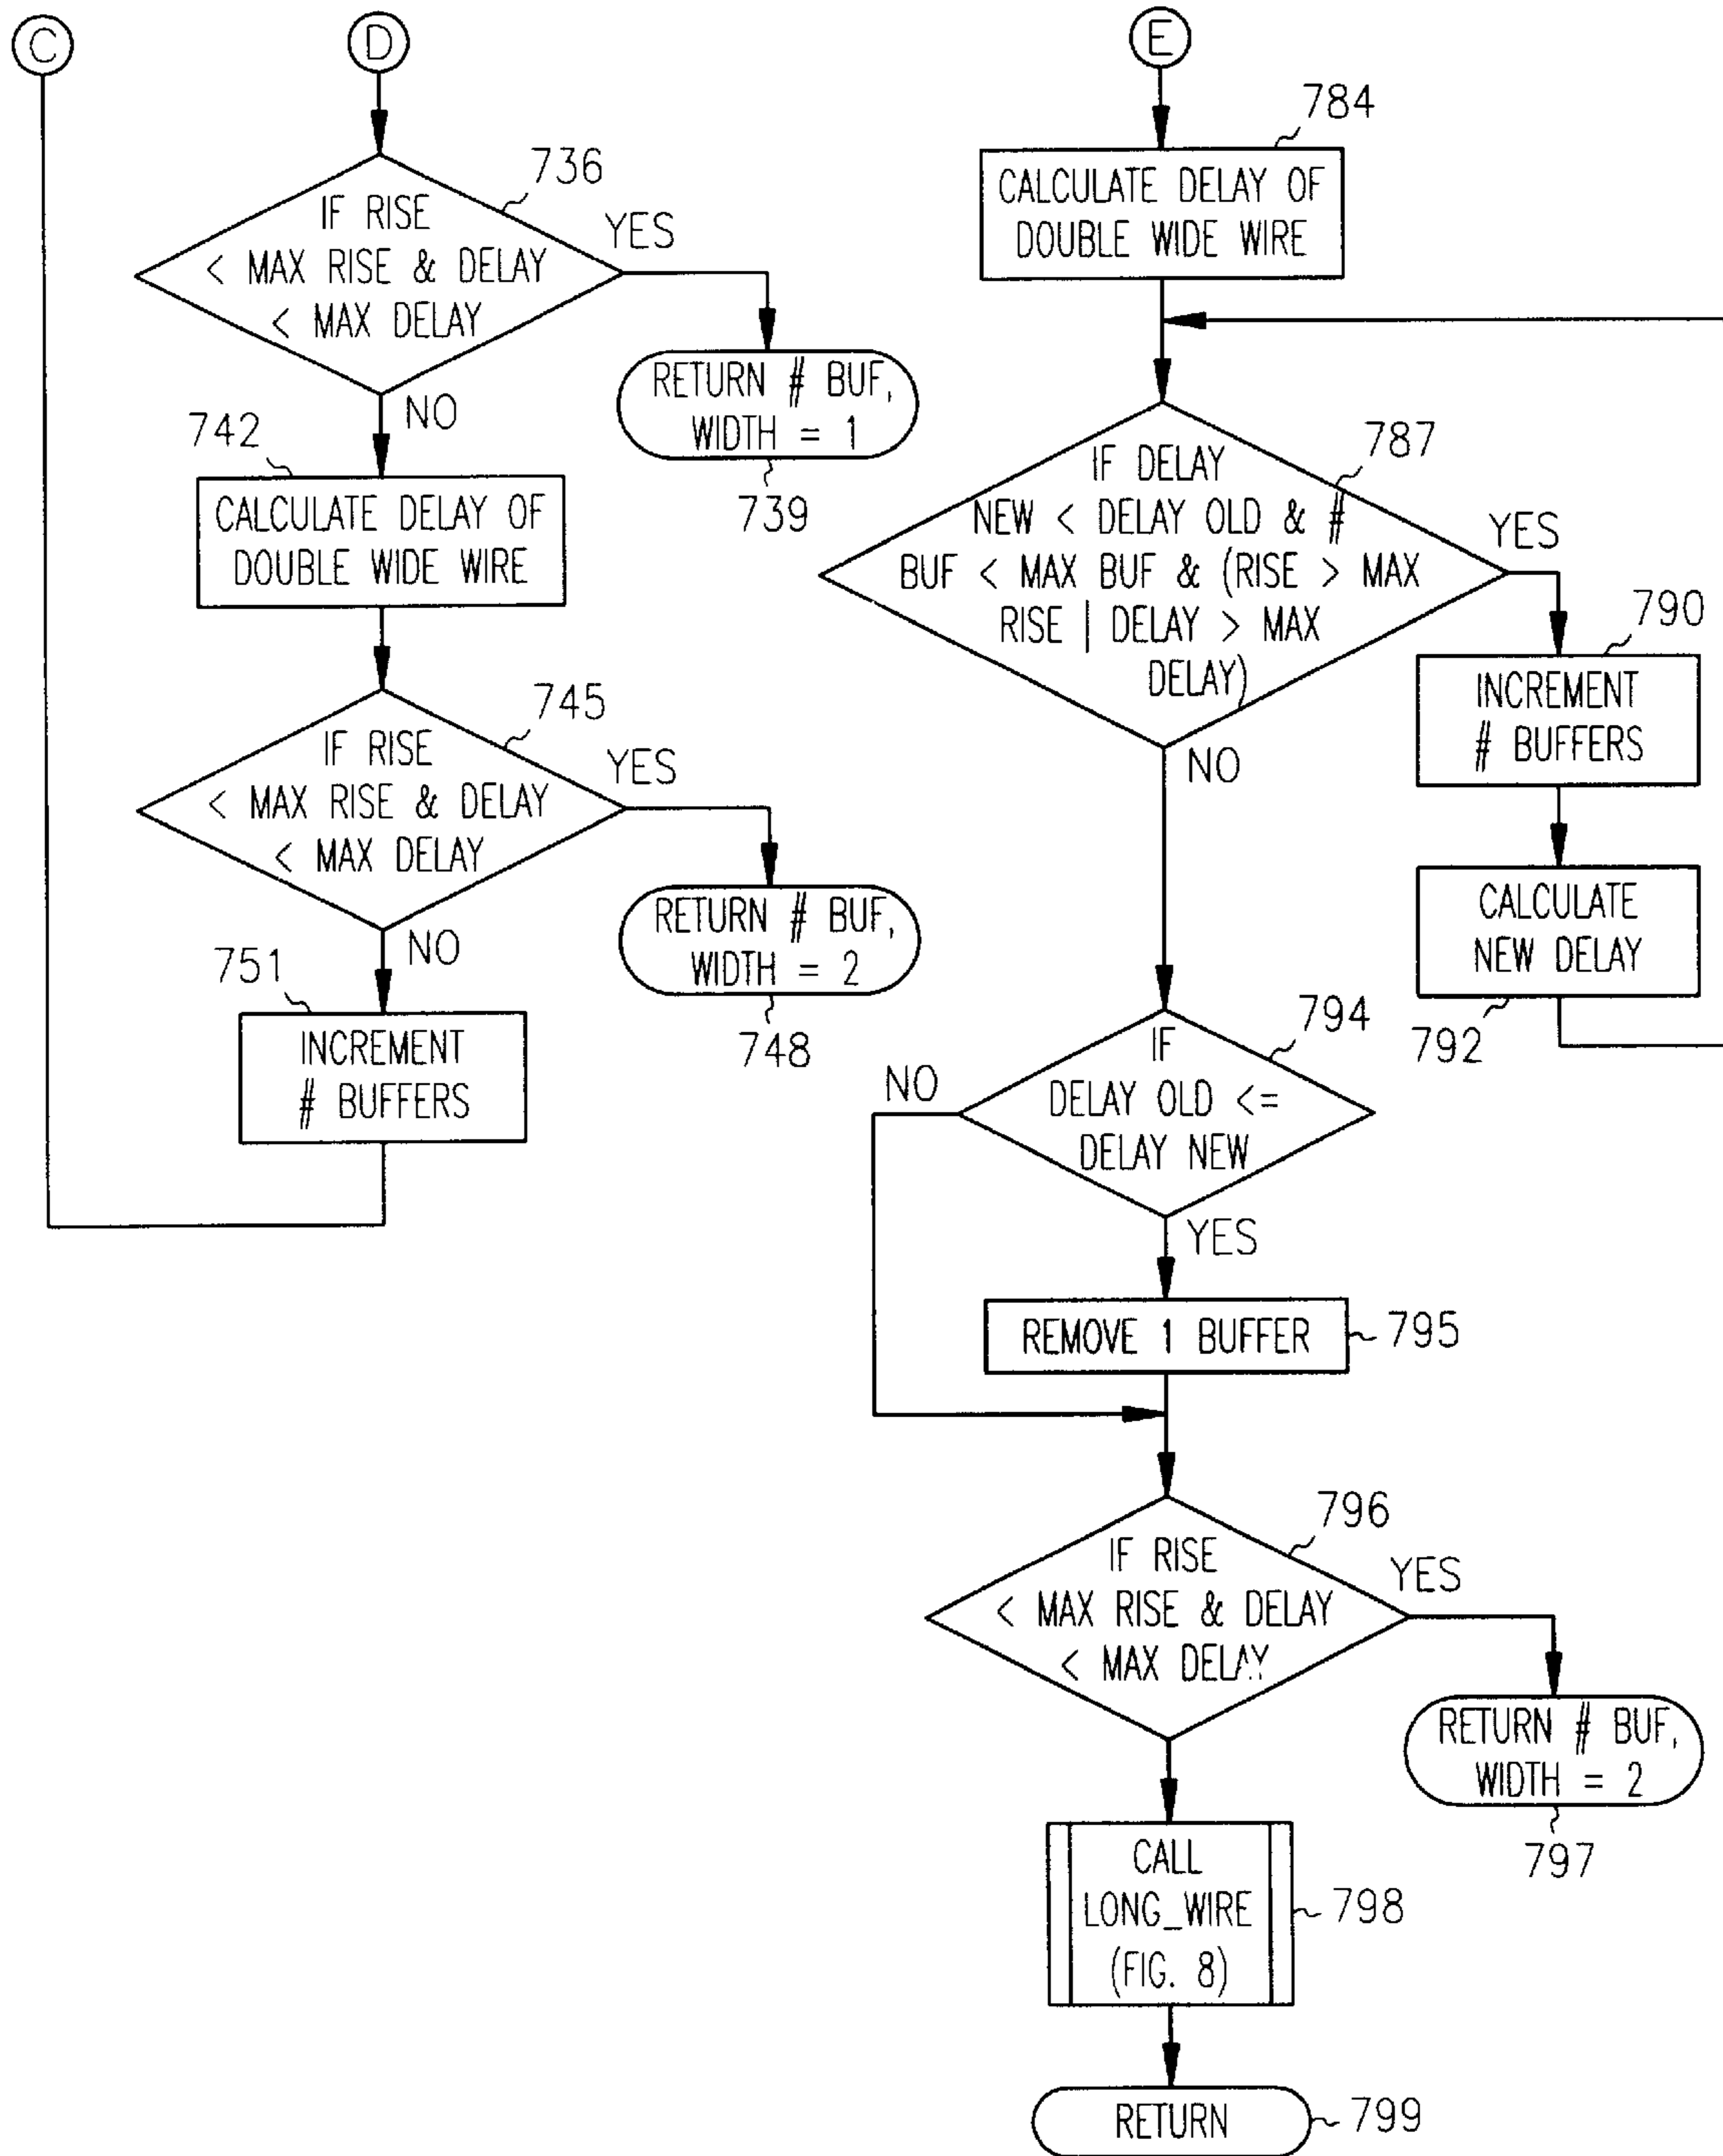 C
D
736
IF RISE
< MAX RISE & DELAY
< MAX DELAY
YES
RETURN # BUF,
WIDTH = 1
739
NO
742
CALCULATE DELAY OF
DOUBLE WIDE WIRE
745
IF RISE
< MAX RISE & DELAY
< MAX DELAY
YES
RETURN # BUF,
WIDTH = 2
748
NO
751
INCREMENT
# BUFFERS
E
784
CALCULATE DELAY OF
DOUBLE WIDE WIRE
787
IF DELAY
NEW < DELAY OLD & #
BUF < MAX BUF & (RISE > MAX
RISE | DELAY > MAX
DELAY)
YES
790
INCREMENT
# BUFFERS
CALCULATE
NEW DELAY
792
NO
794
IF
DELAY OLD <=
DELAY NEW
NO
YES
REMOVE 1 BUFFER
795
796
IF RISE
< MAX RISE & DELAY
< MAX DELAY
YES
RETURN # BUF,
WIDTH = 2
797
CALL
LONG_WIRE
(FIG. 8)
798
RETURN
799